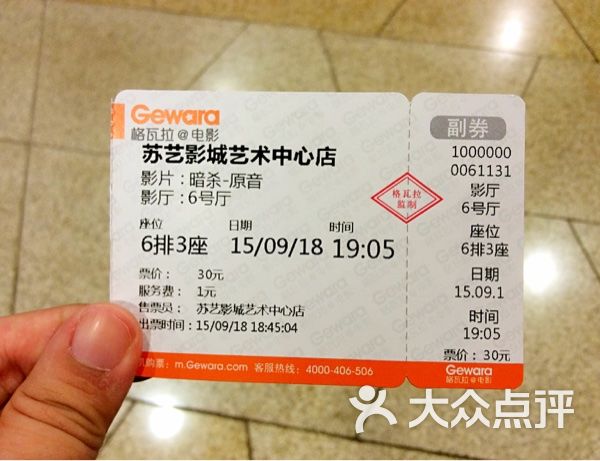 Gewara
格瓦拉@电影
苏艺影城艺术中心店
影片：暗杀-原音
影厅：6号厅
座位 日期 时间
6排3座 15/09/18 19:05
票价： 30元
服务费： 1元
售票员： 苏艺影城艺术中心店
出票时间：15/09/18 18:45:04
机购票：m.Gewara.com 客服热线：4000-406-506
格瓦拉
监制
副券
1000000
0061131
影厅
6号厅
座位
6排3座
日期
15.09.1
时间
19:05
票价：30元
Gewara
格瓦拉@电影
大众点评